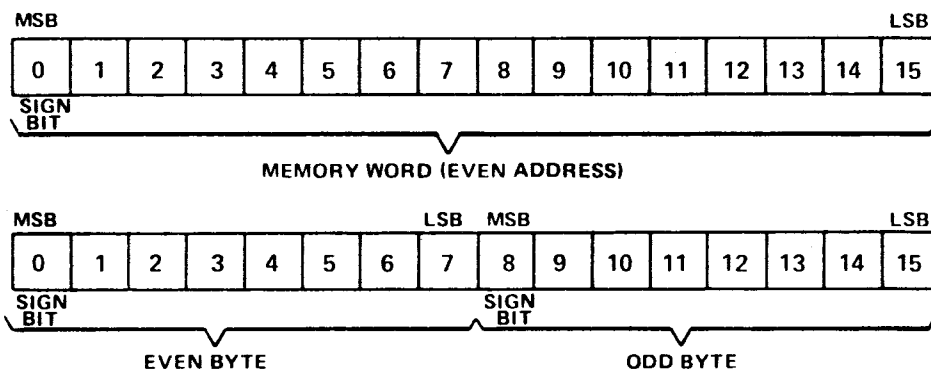 MSB LSB
0 1 2 3 4 5 6 7 8 9 10 11 12 13 14 15
SIGN
BIT
MEMORY WORD (EVEN ADDRESS)
MSB LSB MSB LSB
0 1 2 3 4 5 6 7 8 9 10 11 12 13 14 15
SIGN SIGN
BIT BIT
EVEN BYTE ODD BYTE